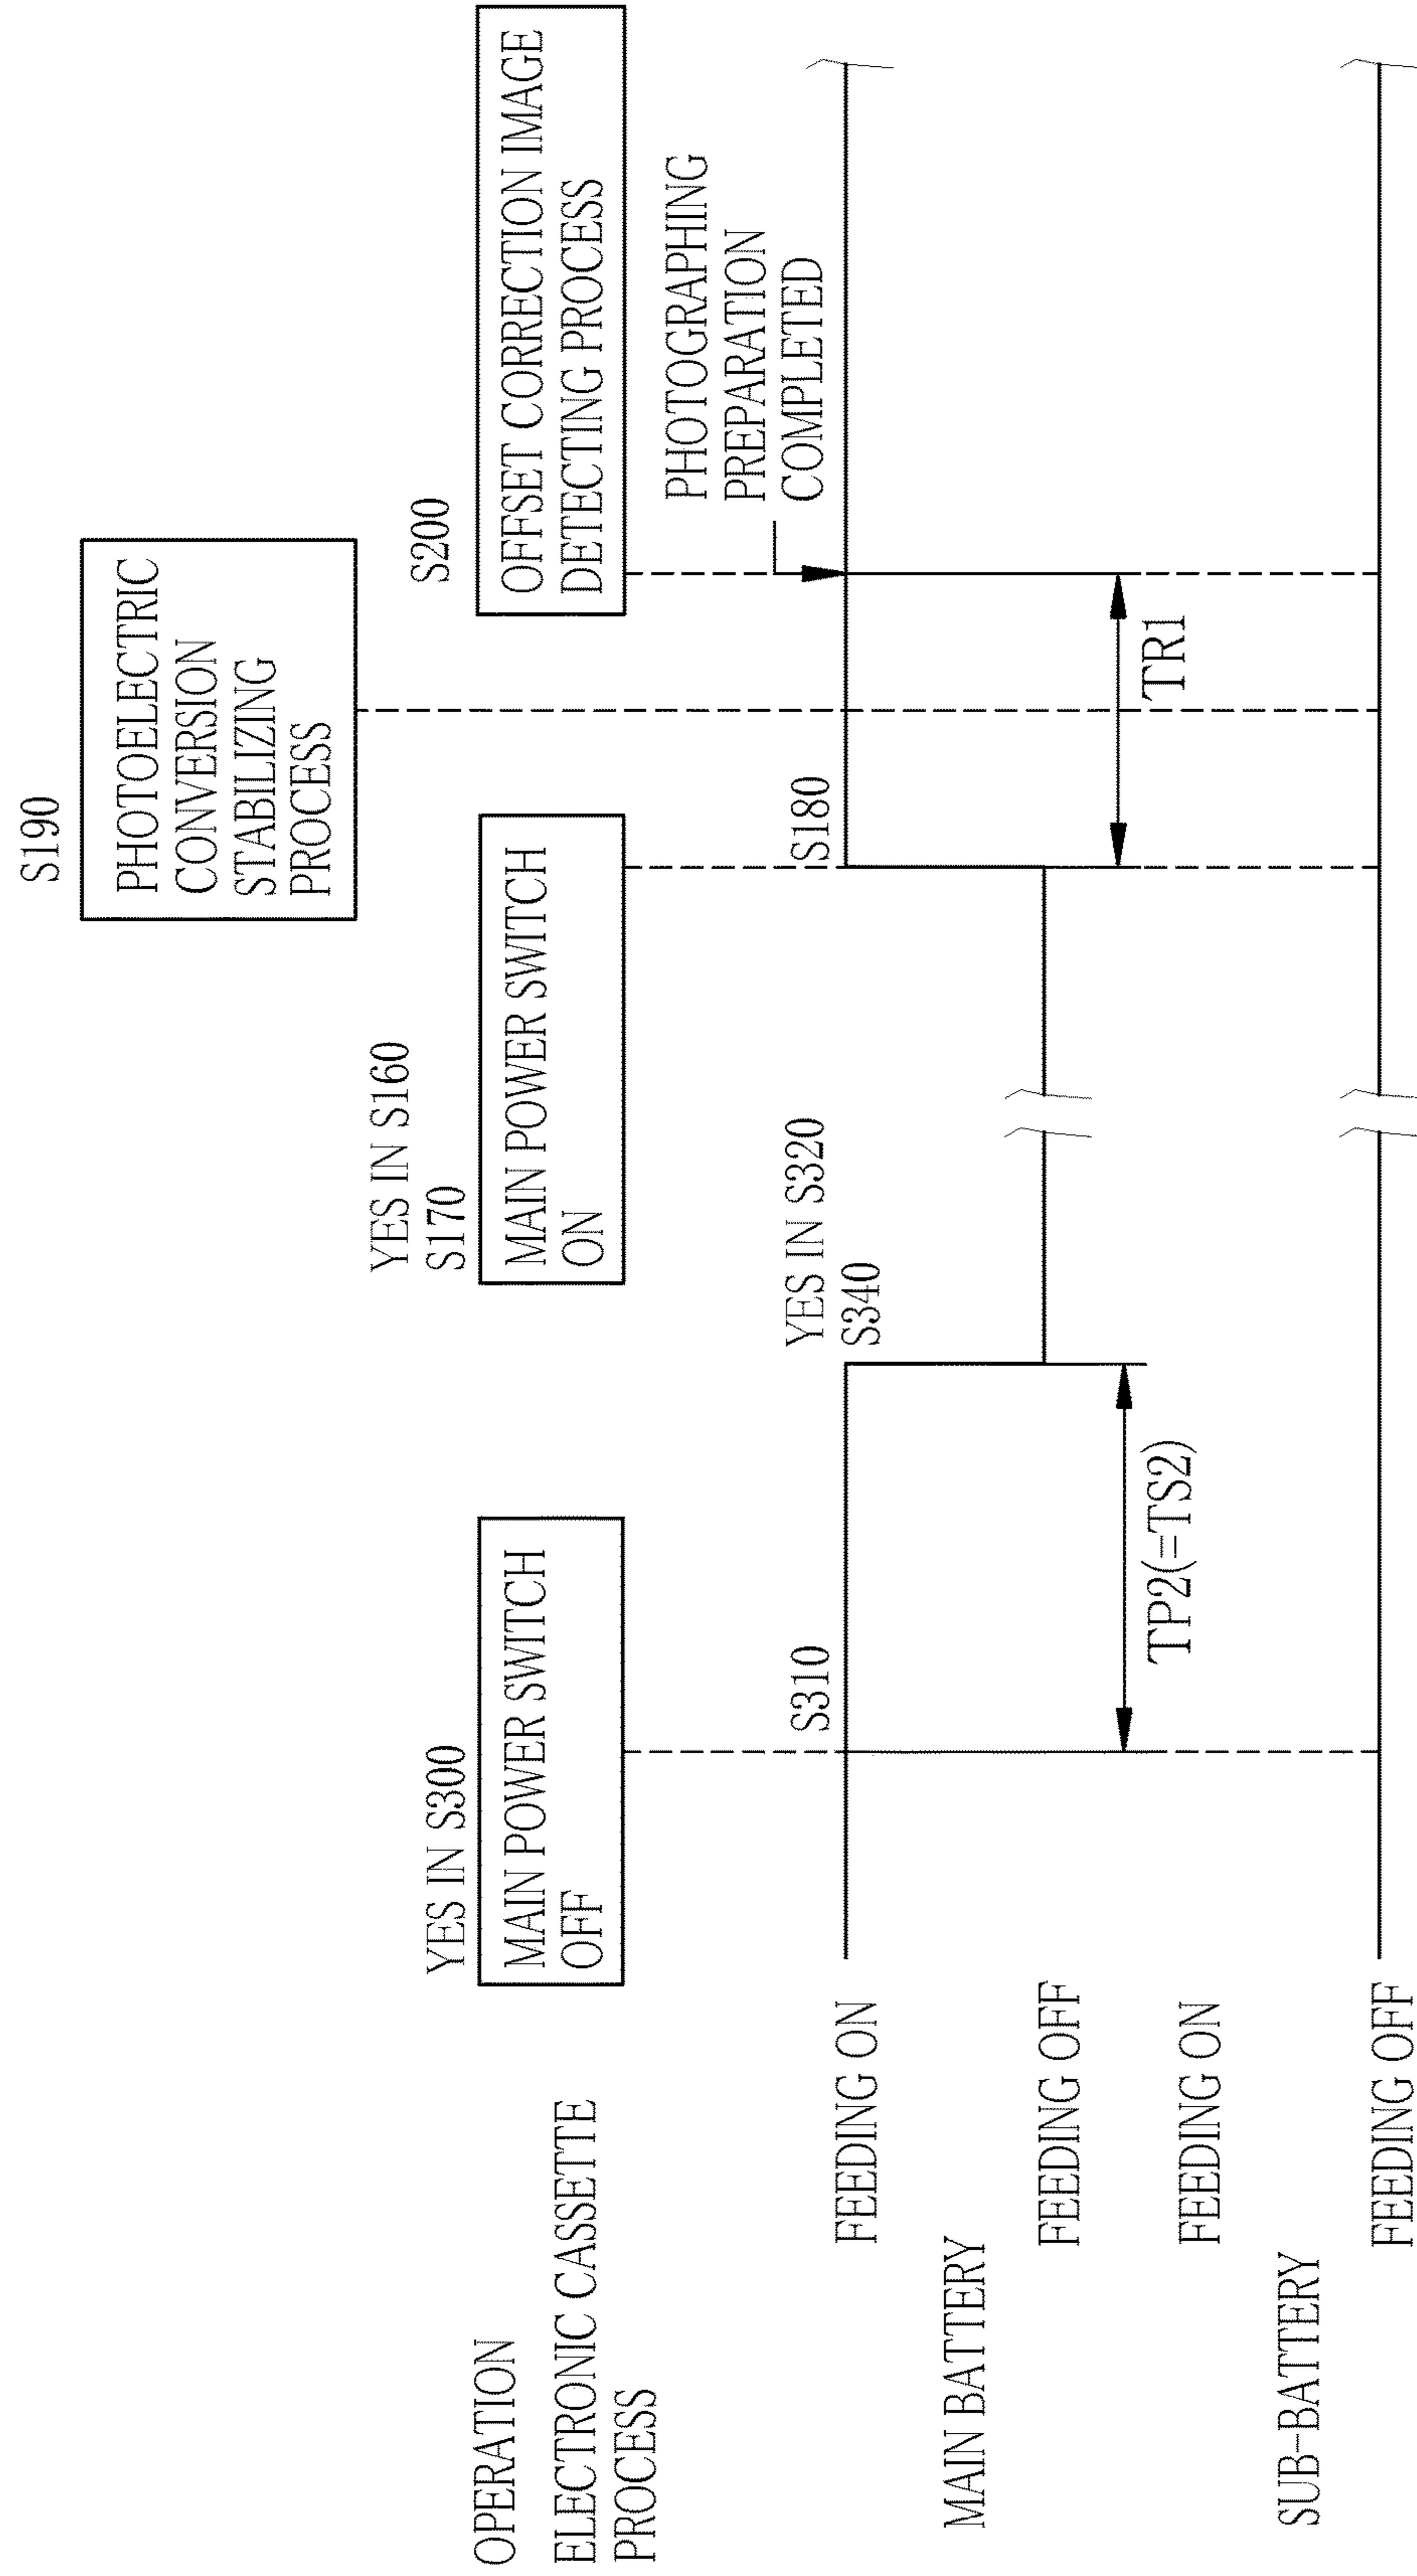 S190
PHOTOELECTRIC
CONVERSION
STABILIZING
PROCESS
YES IN S300
MAIN POWER SWITCH
OFF
YES IN S160
S170
MAIN POWER SWITCH
ON
S200
OFFSET CORRECTION IMAGE
DETECTING PROCESS
OPERATION
ELECTRONIC CASSETTE
PROCESS
PHOTOGRAPHING
PREPARATION
COMPLETED
S310
YES IN S320
S340
S180
FEEDING ON
MAIN BATTERY
FEEDING OFF
TP2(=TS2)
TR1
FEEDING ON
SUB-BATTERY
FEEDING OFF